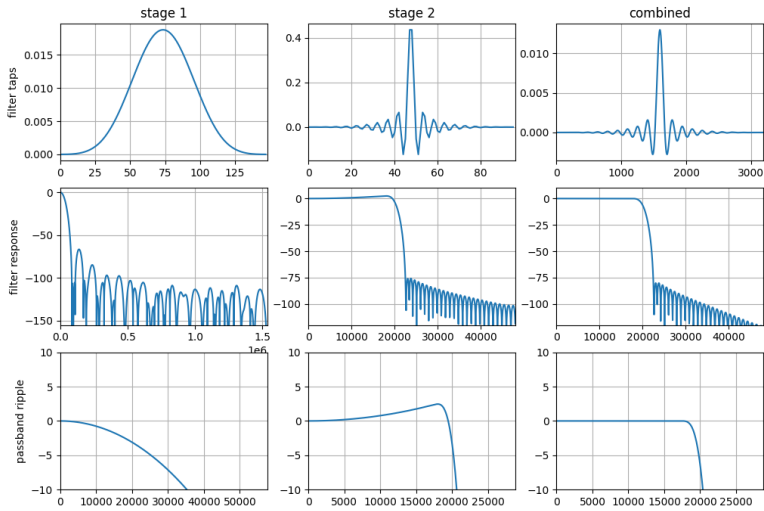 stage 1
stage 2
combined
filter taps
0.015
0.010
0.005
0.000
0 25 50 75 100 125
0.4
0.2
0.0
0 20 40 60 80
0.010
0.005
0.000
0 1000 2000 3000
filter response
0
−50
−100
−150
0.0 0.5 1.0 1.5
1e6
0
−25
−50
−75
−100
0 20000 40000
0
−25
−50
−75
−100
0 10000 20000 30000 40000
passband ripple
10
5
0
−5
−10
0 10000 20000 30000 40000 50000
10
5
0
−5
−10
0 5000 10000 15000 20000 25000
10
5
0
−5
−10
0 5000 10000 15000 20000 25000